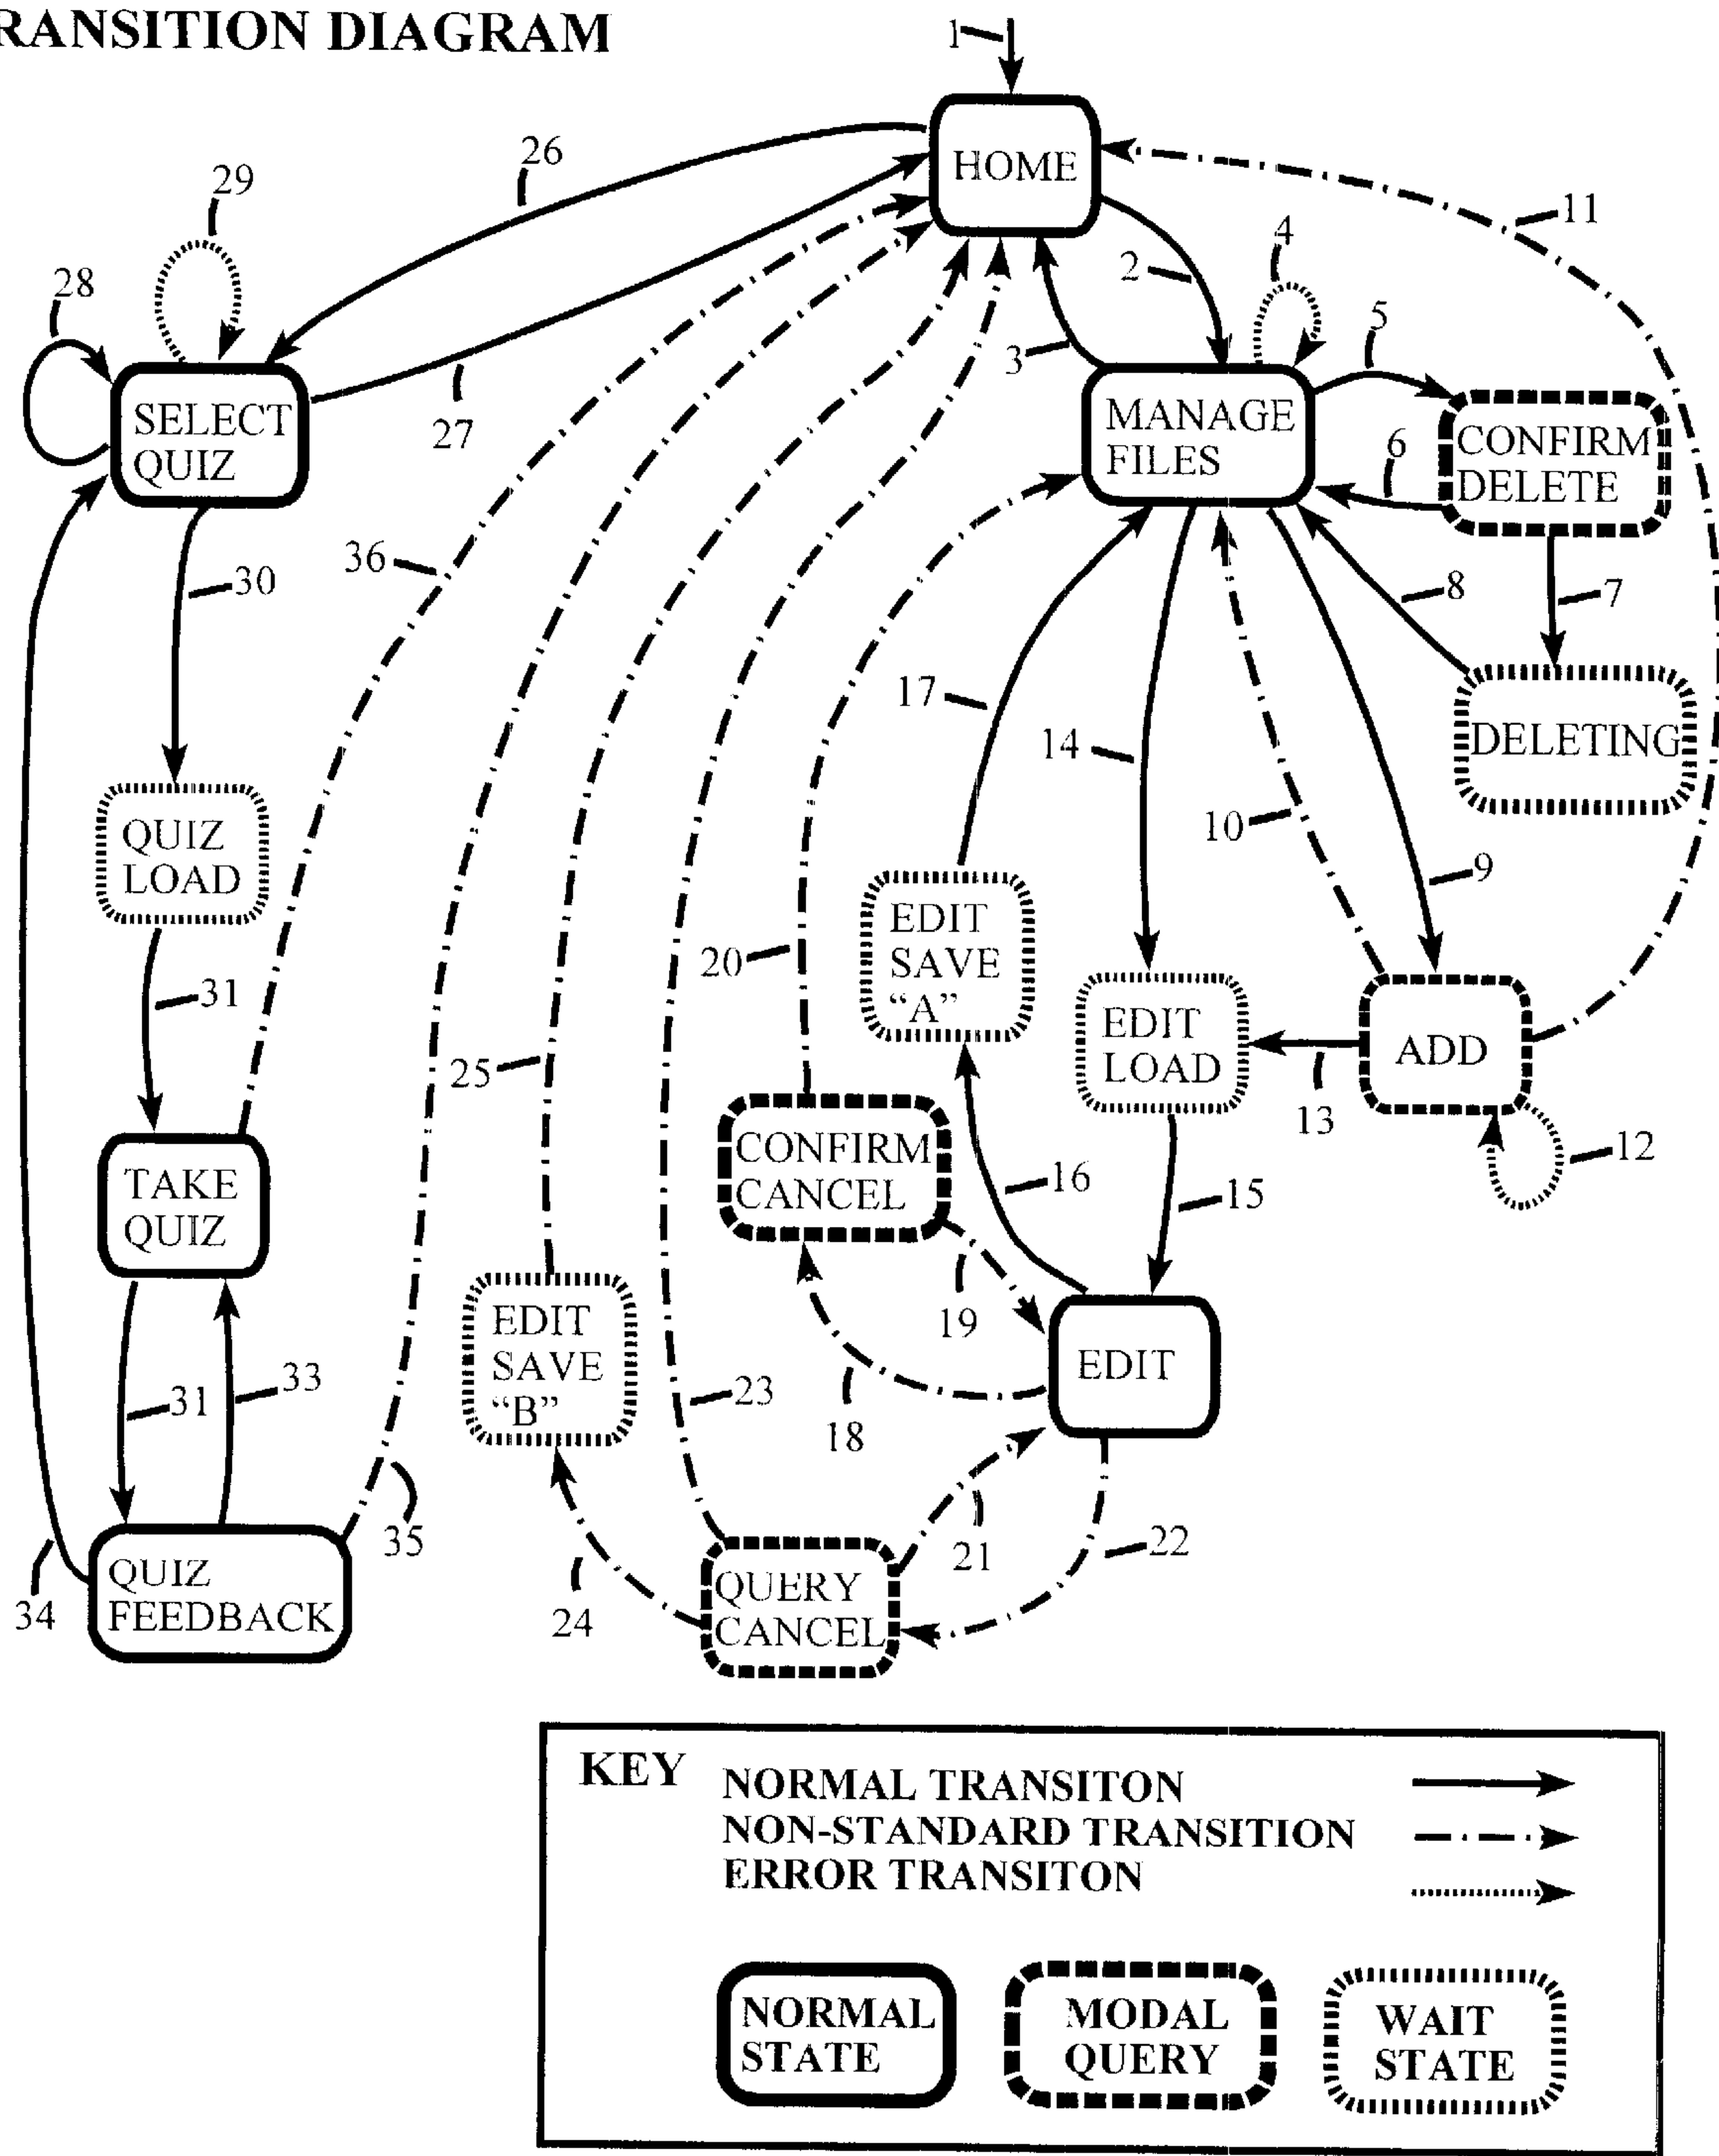 RANSITION DIAGRAM
1
HOME
26
29
11
4
2
28
5
3
27
SELECT
QUIZ
MANAGE
FILES
6
CONFIRM
DELETE
36
30
8
7
17
14
DELETING
10
QUIZ
LOAD
9
EDIT
SAVE
“A”
20
31
EDIT
LOAD
ADD
25
13
12
CONFIRM
CANCEL
16
15
TAKE
QUIZ
19
EDIT
SAVE
“B”
EDIT
31
33
23
18
35
22
21
34
QUIZ
FEEDBACK
24
QUERY
CANCEL
KEY
NORMAL TRANSITON
NON-STANDARD TRANSITION
ERROR TRANSITON
NORMAL
STATE
MODAL
QUERY
WAIT
STATE